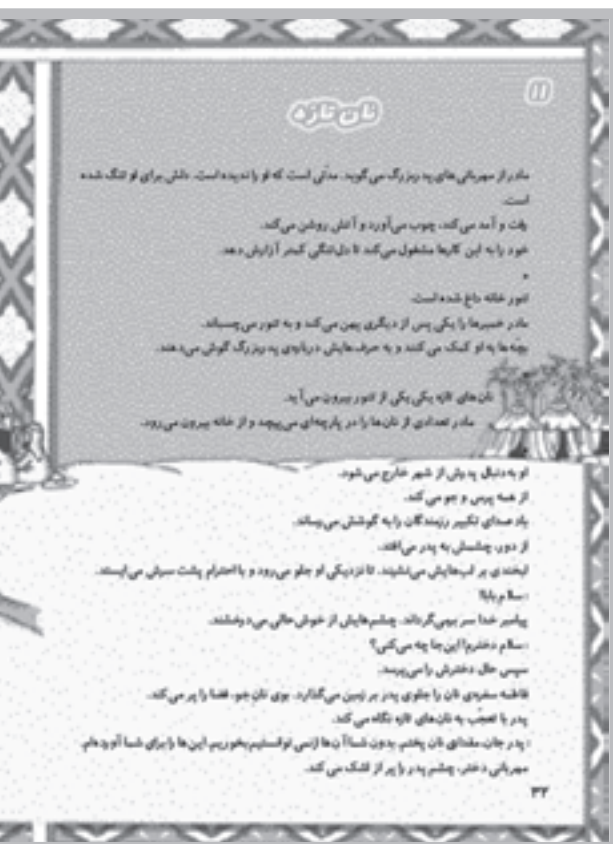 ۱۱
نان تازه
مادر از مهربانی‌های پدربزرگ می‌گوید. مدّتی است که او را ندیده است. دلش برای او تنگ شده
است.
رفت و آمد می‌کند، چوب می‌آورد و آتش روشن می‌کند.
خود را به این کارها مشغول می‌کند تا دل‌تنگی کمتر آزارش دهد.
*
تنور خانه داغ شده است.
مادر خمیرها را یکی پس از دیگری پهن می‌کند و به تنور می‌چسباند.
بچّه‌ها به او کمک می‌کنند و به حرف‌هایش درباره‌ی پدربزرگ گوش می‌دهند.
نان‌های تازه یکی یکی از تنور بیرون می‌آید.
مادر تعدادی از نان‌ها را در پارچه‌ای می‌پیچد و از خانه بیرون می‌رود.
او به دنبال پدرش از شهر خارج می‌شود.
از همه پرس و جو می‌کند.
باد صدای تکبیر رزمندگان را به گوشش می‌رساند.
از دور، چشمش به پدر می‌افتد.
لبخندی بر لب‌هایش می‌نشیند. تا نزدیکی او جلو می‌رود و با احترام پشت سرش می‌ایستد.
: سلام بابا!
پیامبر خدا سر برمی‌گرداند. چشم‌هایش از خوش‌حالی می‌درخشند.
: سلام دخترم! این جا چه می‌کنی؟
سپس حال دخترش را می‌پرسد.
فاطمه سفره‌ی نان را جلوی پدر بر زمین می‌گذارد. بوی نانِ جو، فضا را پر می‌کند.
پدر با تعجّب به نان‌های تازه نگاه می‌کند.
: پدر جان مقداری نان پختم. بدون شما آن‌ها را نمی‌توانستیم بخوریم. این‌ها را برای شما آورده‌ام.
مهربانی دختر، چشم پدر را پر از اشک می‌کند.
۳۲